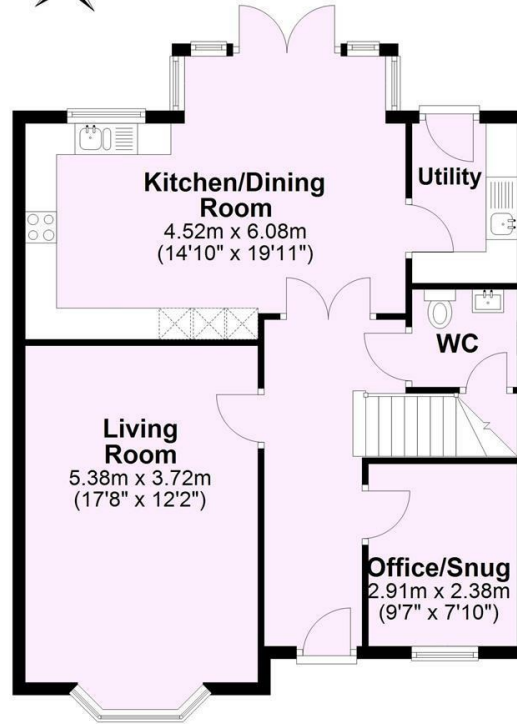 Kitchen/Dining
Room
4.52m x 6.08m
(14'10" x 19'11")
Utility
WC
Living
Room
5.38m x 3.72m
(17'8" x 12'2")
Office/Snug
2.91m x 2.38m
(9'7" x 7'10")